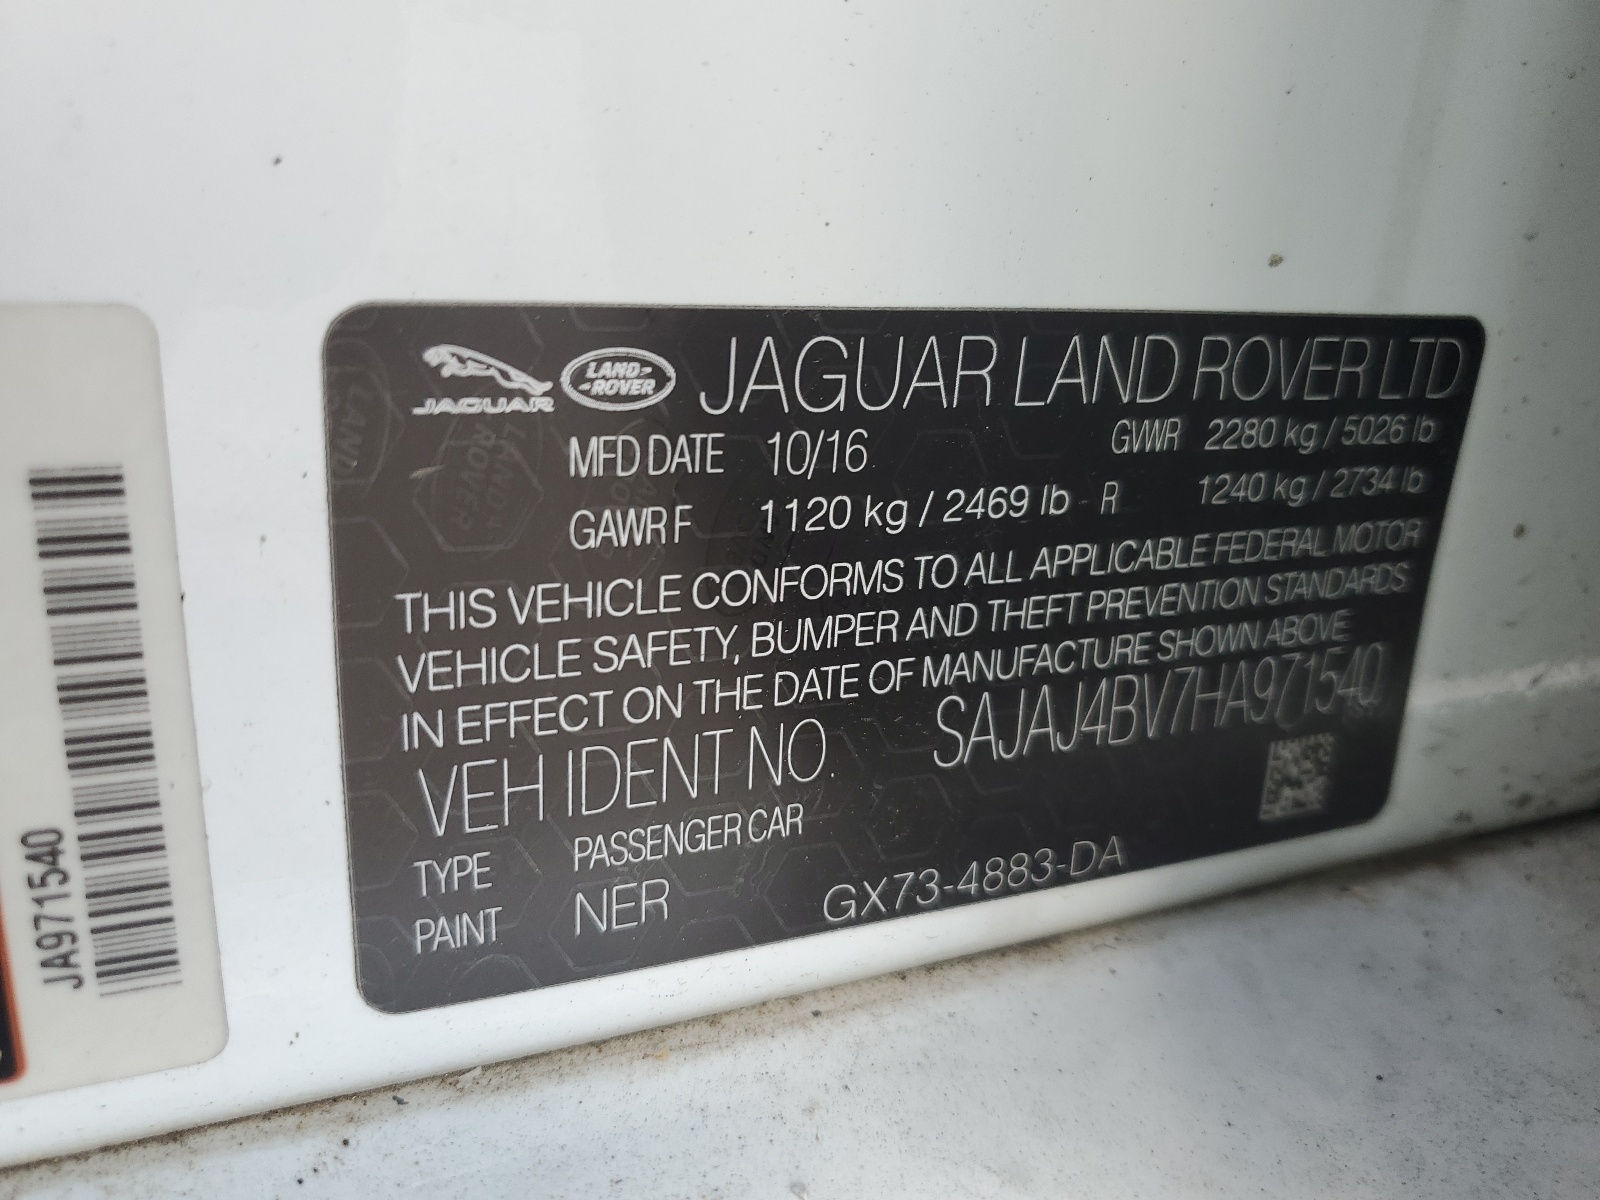 JAGUAR LAND-ROVER JAGUAR LAND ROVER LTD
MFD DATE 10/16 GVWR 2280 kg / 5026 lb
GAWR F 1120 kg / 2469 lb - R 1240 kg / 2734 lb
THIS VEHICLE CONFORMS TO ALL APPLICABLE FEDERAL MOTOR
VEHICLE SAFETY, BUMPER AND THEFT PREVENTION STANDARDS
IN EFFECT ON THE DATE OF MANUFACTURE SHOWN ABOVE
VEH IDENT NO. SAJAJ4BV7HA971540
TYPE PASSENGER CAR
PAINT NER GX73-4883-DA
JA971540